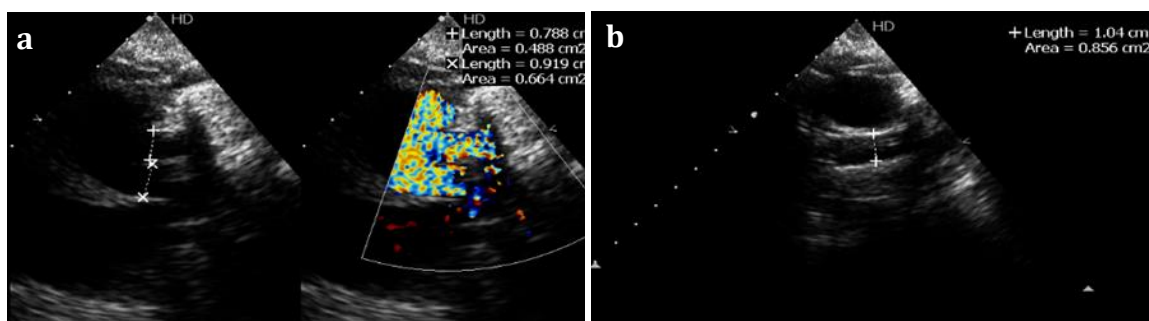 a
HD
HD
+ Length = 0.788 cm
Area = 0.488 cm2
× Length = 0.919 cm
Area = 0.664 cm2
b
HD
+ Length = 1.04 cm
Area = 0.856 cm2